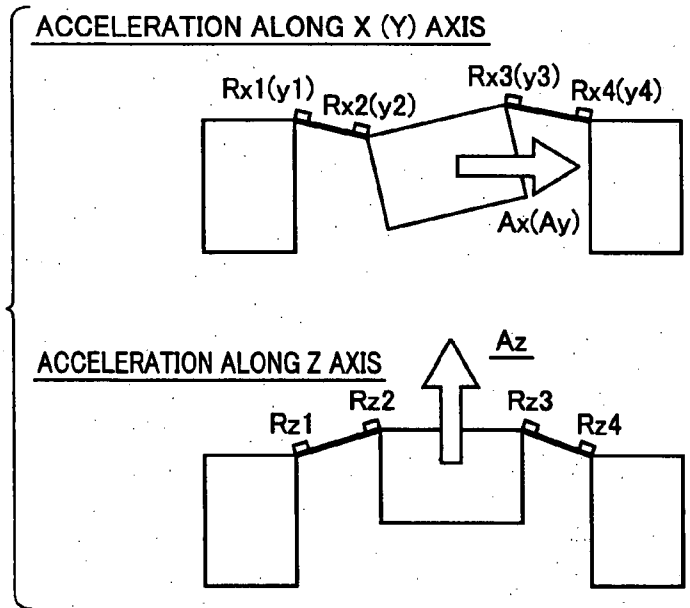 ACCELERATION ALONG X (Y) AXIS
Rx1(y1)
Rx2(y2)
Rx3(y3)
Rx4(y4)
Ax(Ay)
ACCELERATION ALONG Z AXIS
Az
Rz1
Rz2
Rz3
Rz4